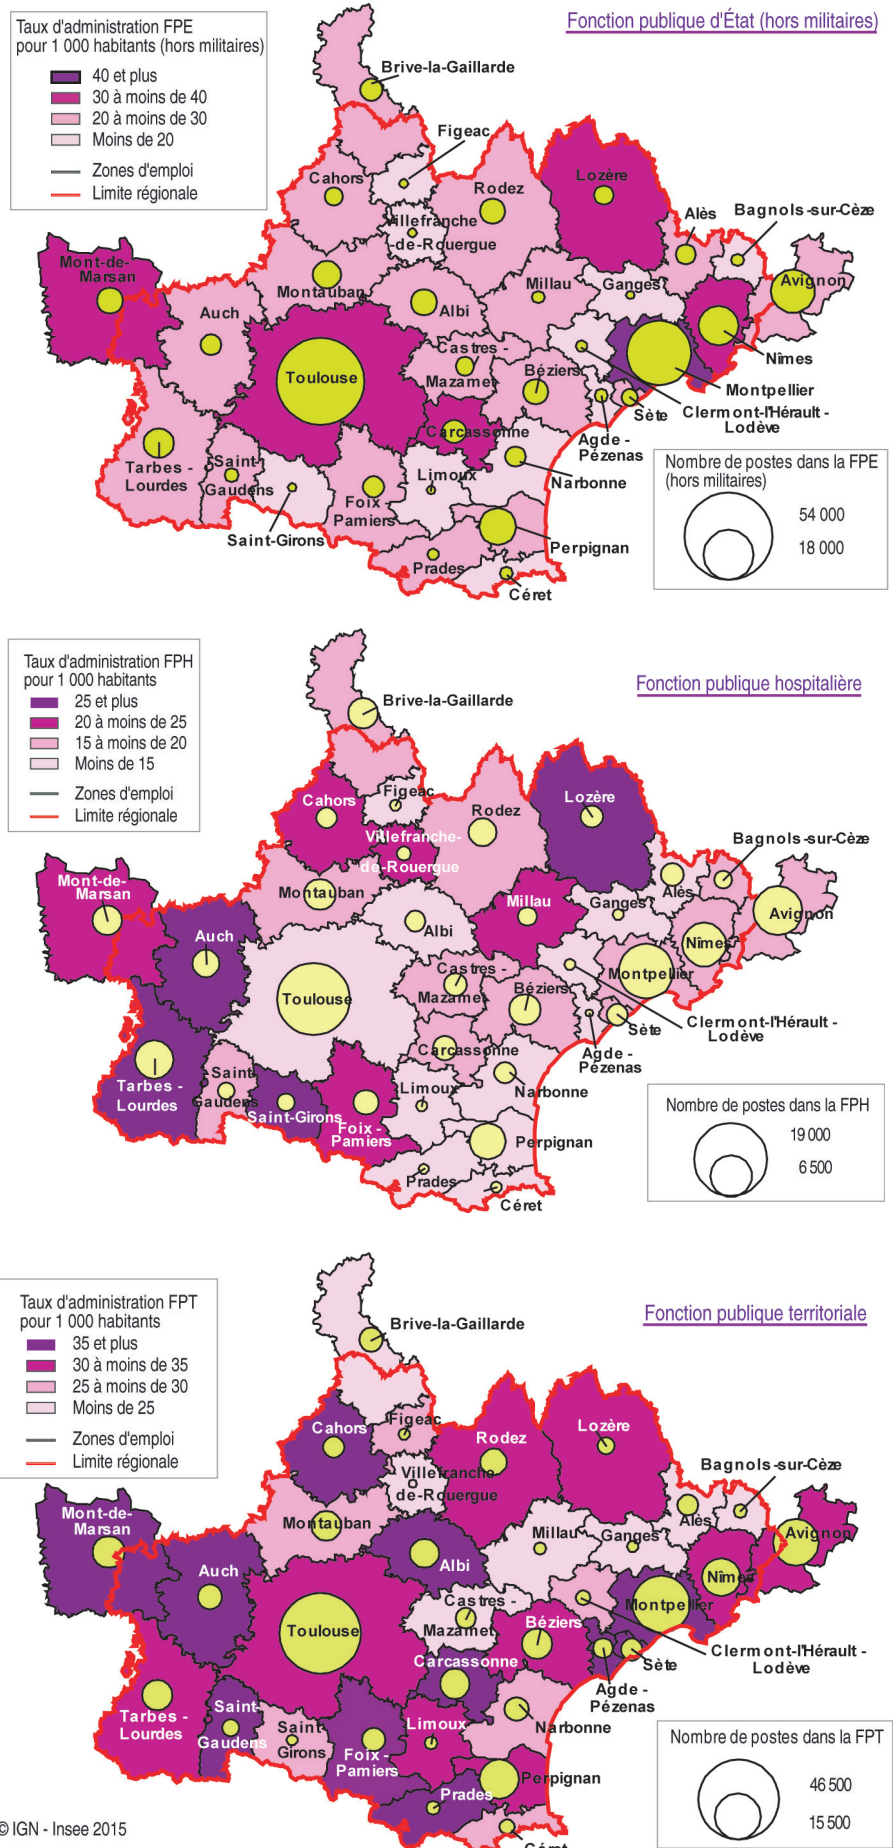 Taux d'administration FPE
pour 1 000 habitants (hors militaires)
40 et plus
30 à moins de 40
20 à moins de 30
Moins de 20
Zones d'emploi
Limite régionale
Fonction publique d'État (hors militaires)
Brive-la-Gaillarde
Figeac
Cahors
Rodez
Lozère
Villefranche
-de-Rouergue
Alès
Bagnols-sur-Cèze
Mont-de-
Marsan
Montauban
Millau
Ganges
Avignon
Auch
Albi
Castres -
Mazamet
Béziers
Nîmes
Toulouse
Montpellier
Clermont-l'Hérault -
Lodève
Sète
Agde -
Pézenas
Carcassonne
Tarbes -
Lourdes
Saint-
Gaudens
Limoux
Narbonne
Foix -
Pamiers
Saint-Girons
Perpignan
Prades
Céret
Nombre de postes dans la FPE
(hors militaires)
54 000
18 000
Taux d'administration FPH
pour 1 000 habitants
25 et plus
20 à moins de 25
15 à moins de 20
Moins de 15
Zones d'emploi
Limite régionale
Fonction publique hospitalière
Brive-la-Gaillarde
Figeac
Cahors
Rodez
Lozère
Villefranche-
de-Rouergue
Bagnols-sur-Cèze
Mont-de-
Marsan
Montauban
Millau
Ganges
Alès
Avignon
Auch
Albi
Nîmes
Castres -
Mazamet
Béziers
Montpellier
Toulouse
Clermont-l'Hérault -
Lodève
Sète
Agde -
Pézenas
Carcassonne
Tarbes -
Lourdes
Saint-
Gaudens
Saint-Girons
Foix -
Pamiers
Limoux
Narbonne
Perpignan
Prades
Céret
Nombre de postes dans la FPH
19 000
6 500
Taux d'administration FPT
pour 1 000 habitants
35 et plus
30 à moins de 35
25 à moins de 30
Moins de 25
Zones d'emploi
Limite régionale
Fonction publique territoriale
Brive-la-Gaillarde
Figeac
Cahors
Rodez
Lozère
Villefranche
de-Rouergue
Bagnols-sur-Cèze
Mont-de-
Marsan
Montauban
Millau
Ganges
Alès
Avignon
Auch
Albi
Nîmes
Castres -
Mazamet
Béziers
Montpellier
Toulouse
Clermont-l'Hérault -
Lodève
Sète
Agde -
Pézenas
Carcassonne
Tarbes -
Lourdes
Saint-
Gaudens
Saint
Girons
Foix -
Pamiers
Limoux
Narbonne
Perpignan
Prades
Céret
Nombre de postes dans la FPT
46 500
15 500
© IGN - Insee 2015